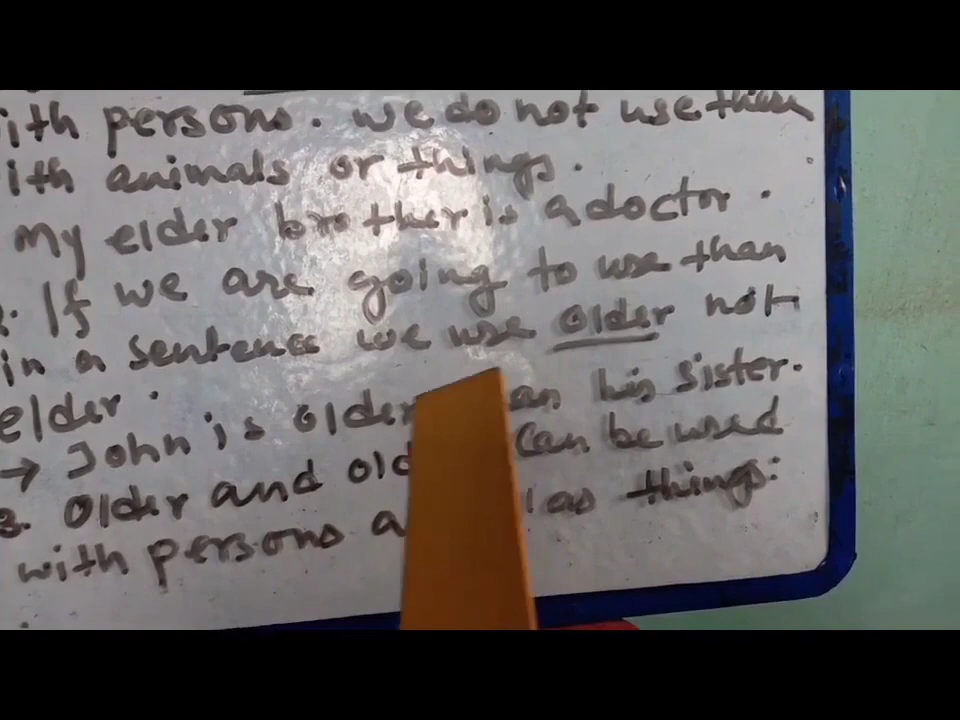 ith persons. we do not use them
ith animals or things.
My elder brother is a doctor.
If we are going to use than
in a sentence we use older not
elder.
→ John is older an his sister.
3. Older and old can be used
with persons a as things.